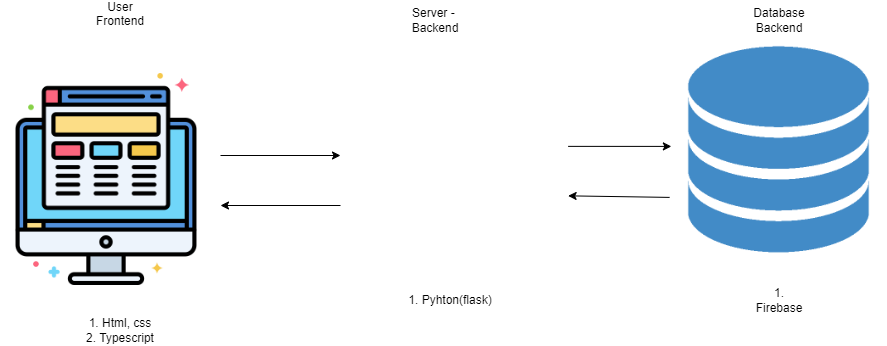 User
Frontend
Server -
Backend
Database
Backend
1. Html, css
2. Typescript
1. Pyhton(flask)
1.
Firebase